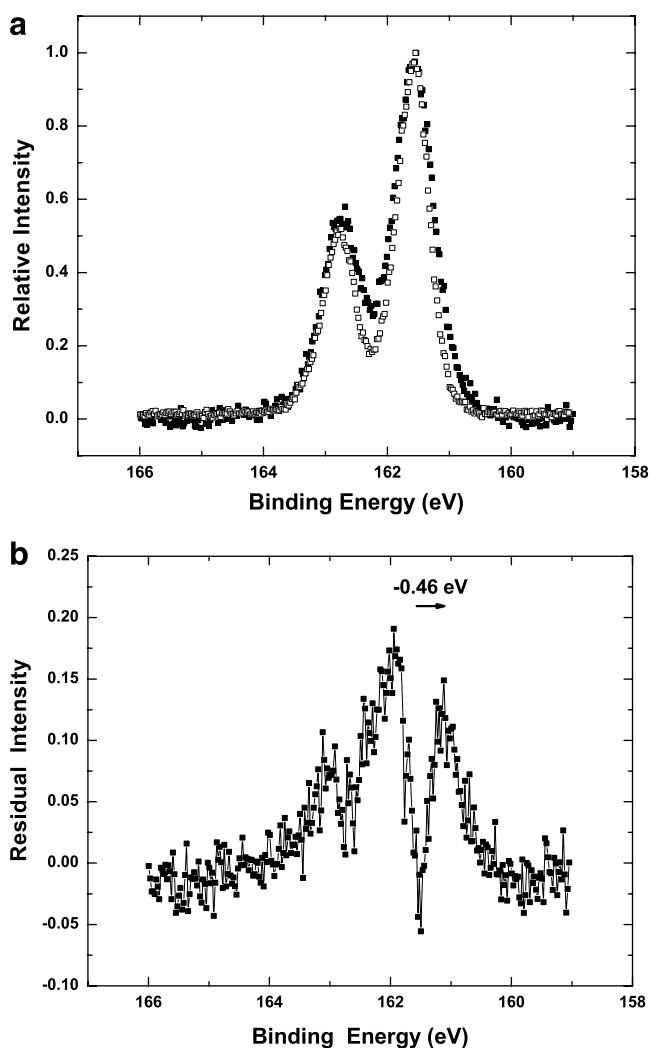 a
1.0
0.8
0.6
0.4
0.2
0.0
Relative Intensity
166 164 162 160 158
Binding Energy (eV)
b
0.25
0.20
0.15
0.10
0.05
0.00
-0.05
-0.10
Residual Intensity
-0.46 eV
166 164 162 160 158
Binding Energy (eV)